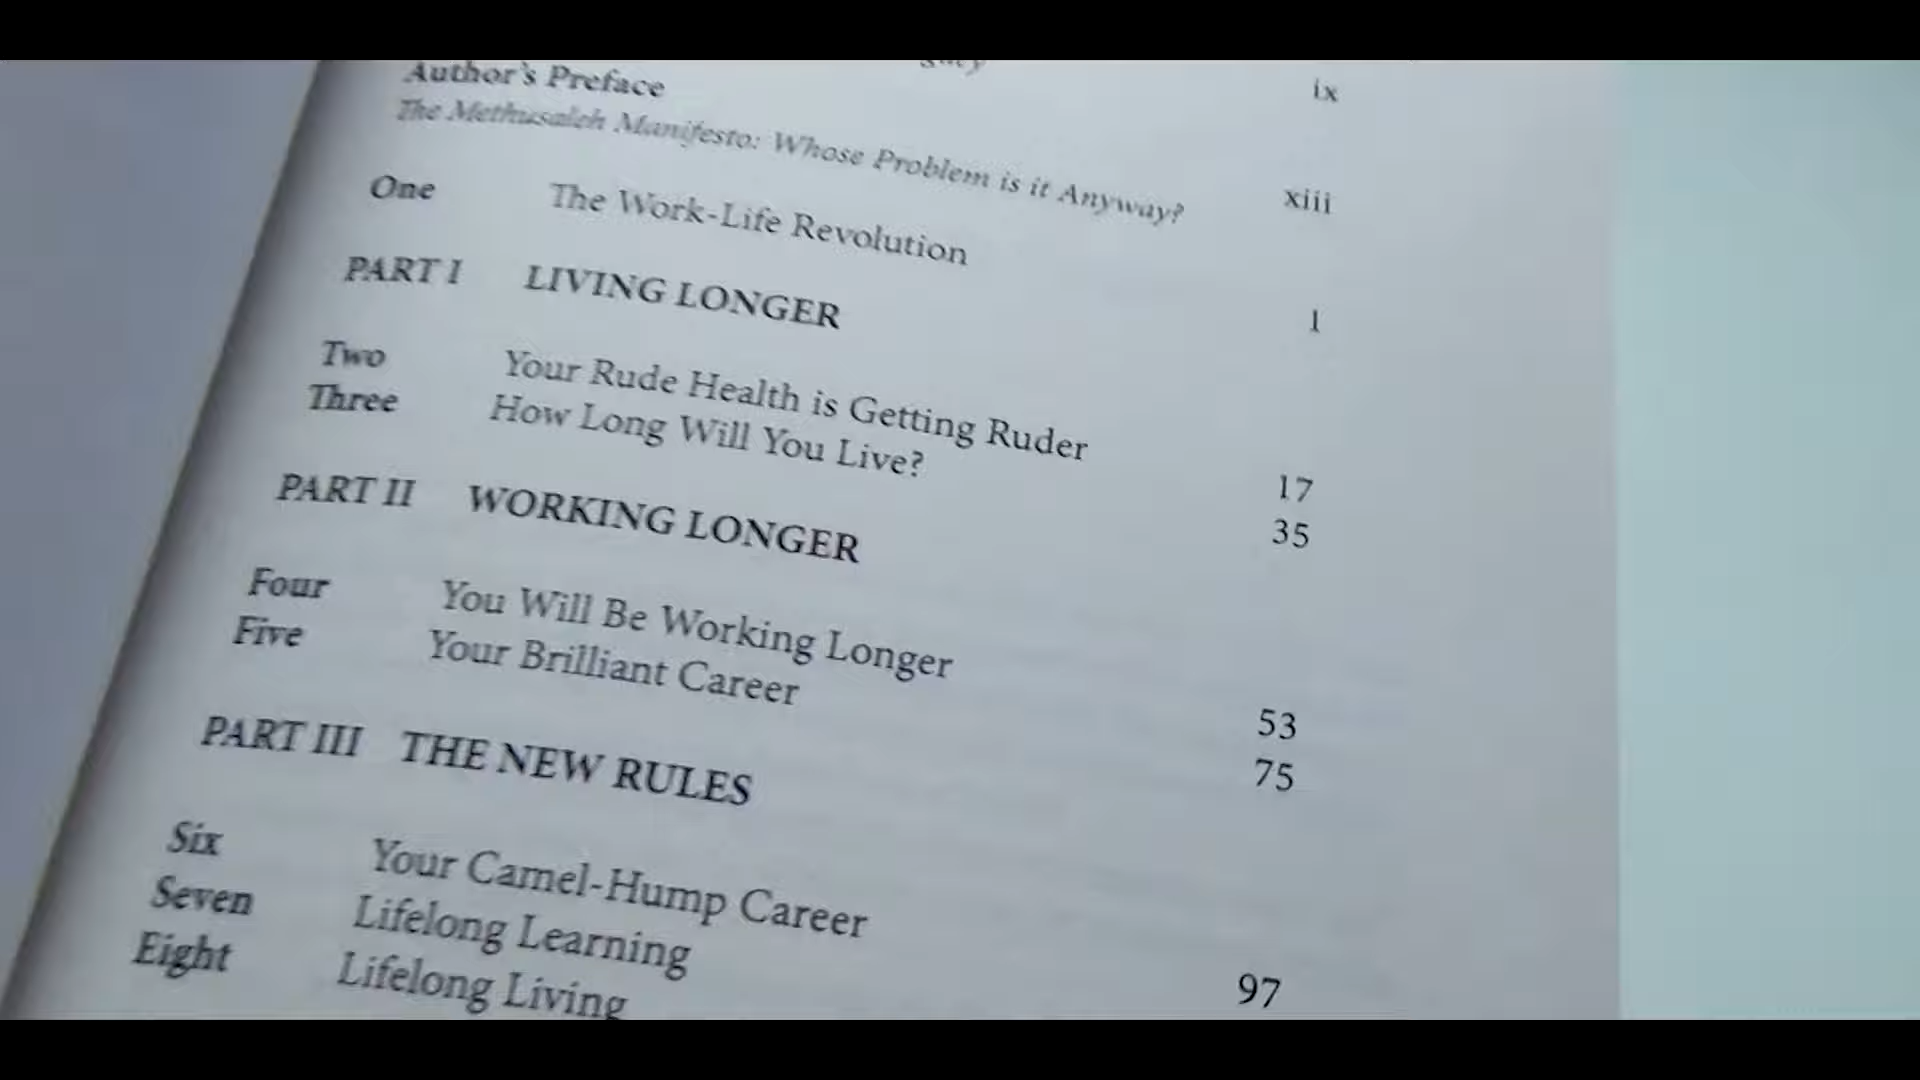 Author's Preface ix
The Methusaleh Manifesto: Whose Problem is it Anyway? xiii
One The Work-Life Revolution 1
PART I LIVING LONGER
Two Your Rude Health is Getting Ruder 17
Three How Long Will You Live? 35
PART II WORKING LONGER
Four You Will Be Working Longer 53
Five Your Brilliant Career 75
PART III THE NEW RULES
Six Your Camel-Hump Career 97
Seven Lifelong Learning
Eight Lifelong Living